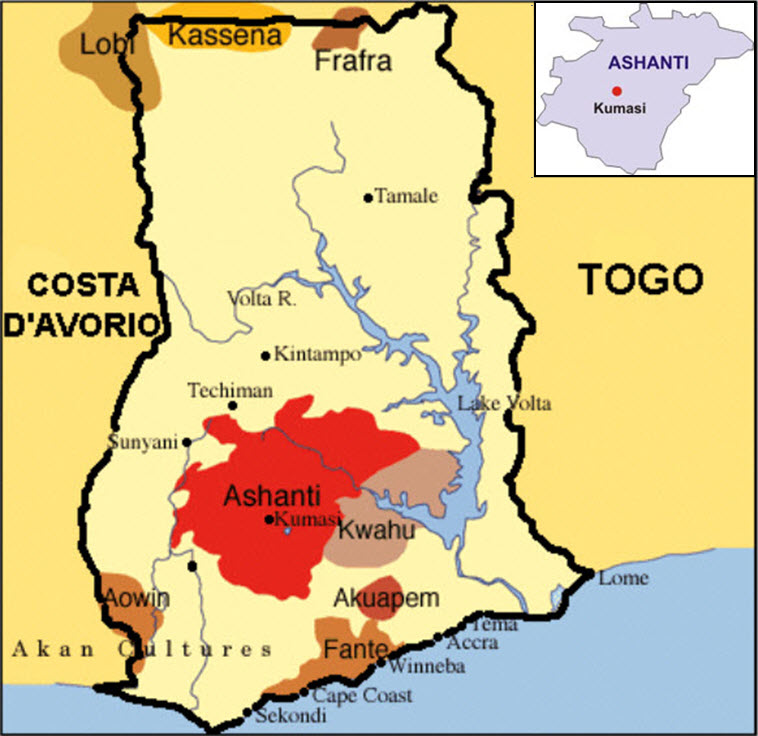 Lobi
Kassena
Frafra
ASHANTI
Kumasi
Tamale
COSTA
D'AVORIO
TOGO
Volta R.
Kintampo
Techiman
Lake Volta
Sunyani
Ashanti
Kumasi
Kwahu
Aowin
Akuapem
Lome
Akan Cultures
Fante
Tema
Accra
Winneba
Cape Coast
Sekondi